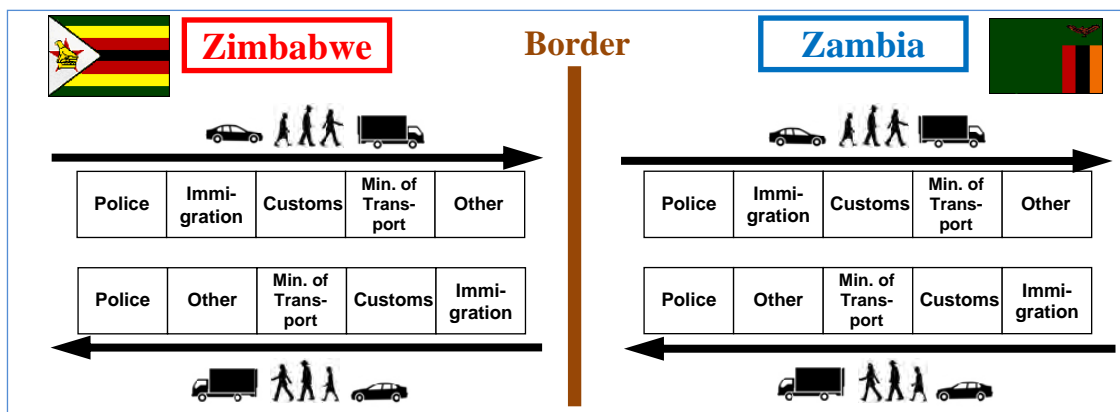 Zimbabwe
Border
Zambia
Police
Immi-
gration
Customs
Min. of
Trans-
port
Other
Police
Immi-
gration
Customs
Min. of
Trans-
port
Other
Police
Other
Min. of
Trans-
port
Customs
Immi-
gration
Police
Other
Min. of
Trans-
port
Customs
Immi-
gration